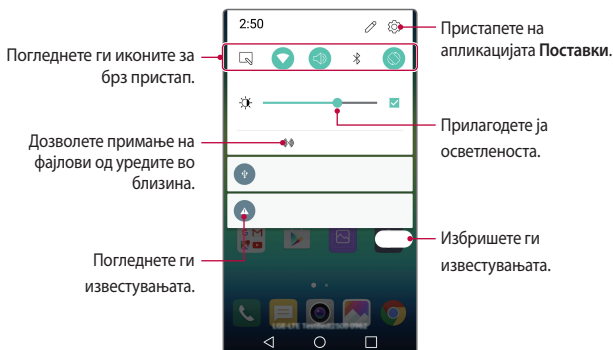 2:50
Пристапете на
апликацијата Поставки.
Погледнете ги иконите за
брз пристап.
Прилагодете ја
осветленоста.
Дозволете примање на
фајлови од уредите во
близина.
Погледнете ги
известувањата.
Избришете ги
известувањата.